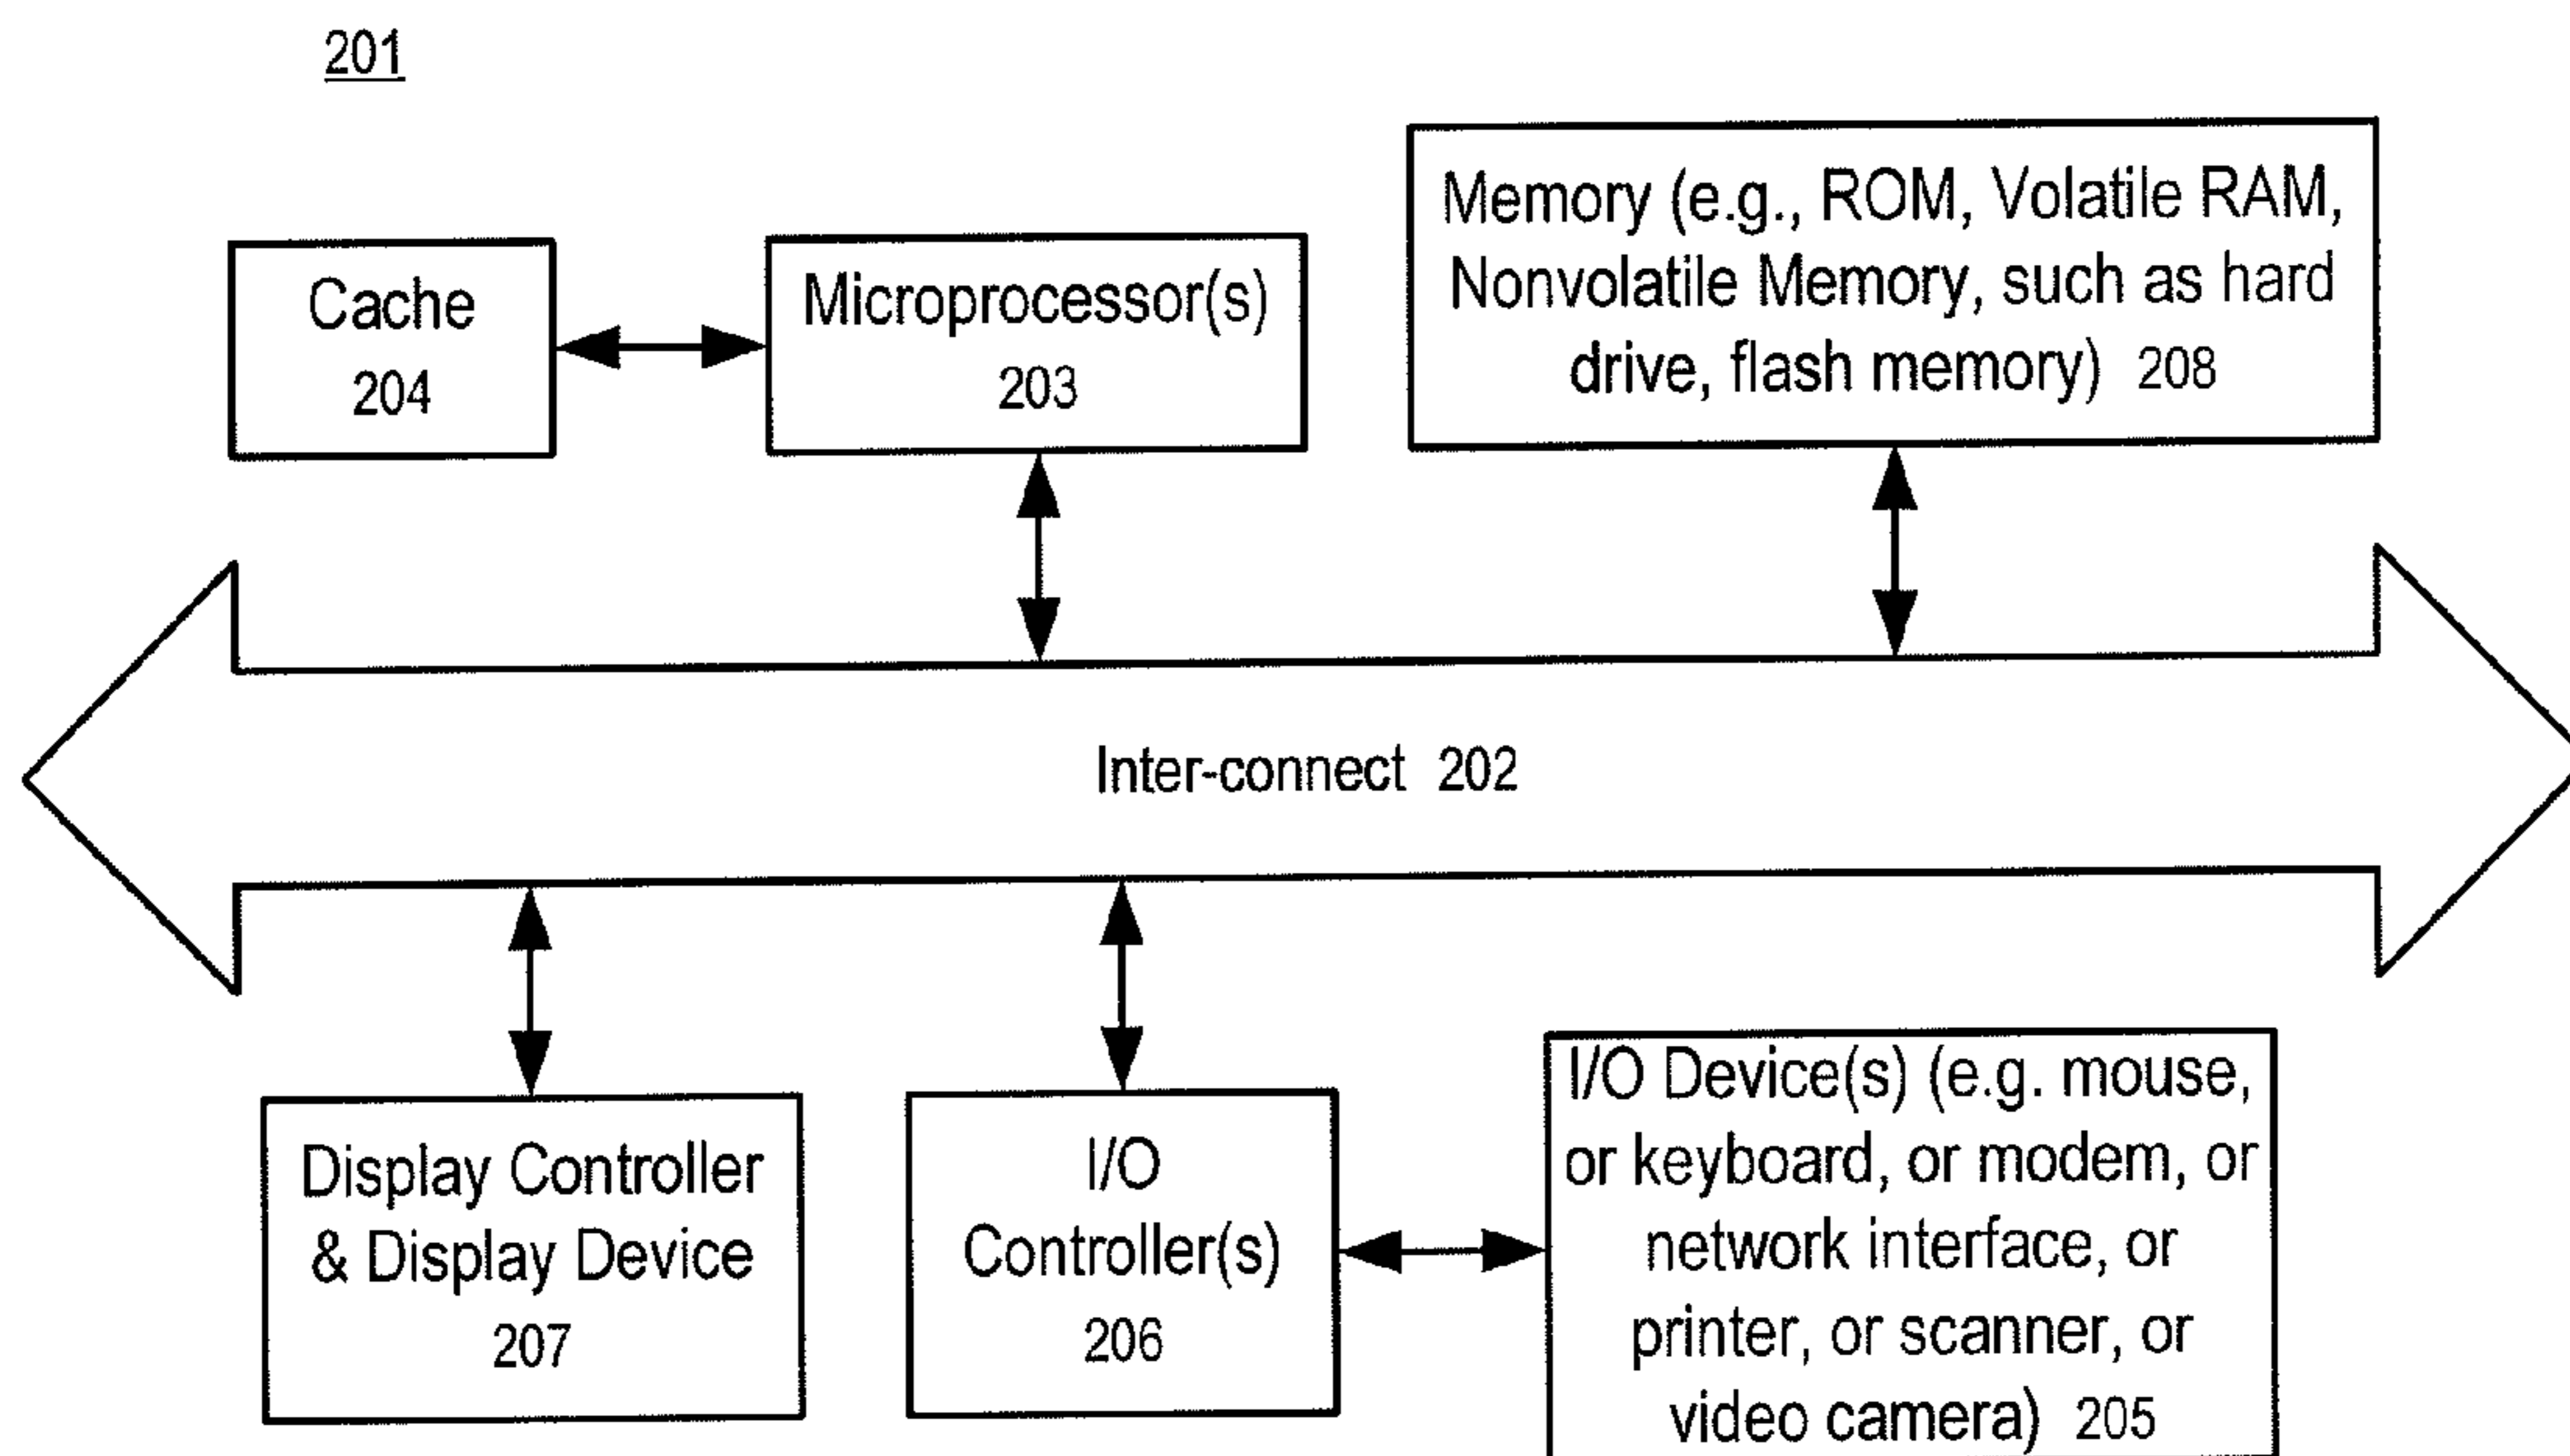 201
Cache
204
Microprocessor(s)
203
Memory (e.g., ROM, Volatile RAM,
Nonvolatile Memory, such as hard
drive, flash memory) 208
Inter-connect 202
Display Controller
& Display Device
207
I/O
Controller(s)
206
I/O Device(s) (e.g. mouse,
or keyboard, or modem, or
network interface, or
printer, or scanner, or
video camera) 205